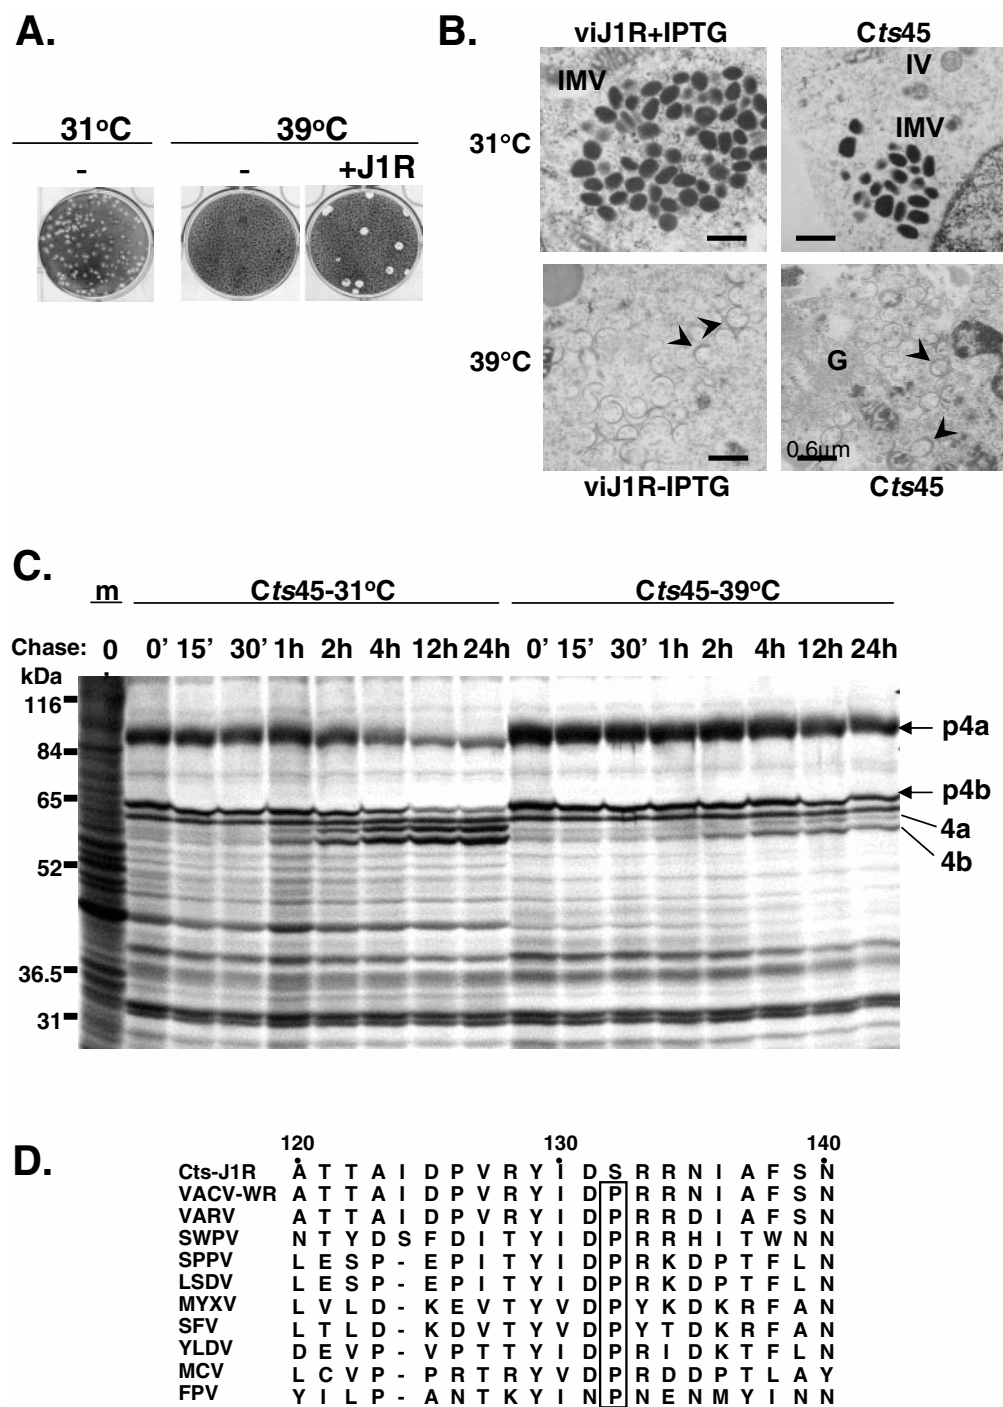 A.
31°C 39°C
- - +J1R
B.
viJ1R+IPTG Cts45
31°C
IMV
IV
IMV
39°C
G
0.6µm
viJ1R-IPTG Cts45
C.
m Cts45-31°C Cts45-39°C
Chase: 0 0' 15' 30' 1h 2h 4h 12h 24h 0' 15' 30' 1h 2h 4h 12h 24h
kDa
116
84
65
52
36.5
31
p4a
p4b
4a
4b
D.
120 130 140
Cts-J1R A T T A I D P V R Y I D S R R N I A F S N
VACV-WR A T T A I D P V R Y I D P R R N I A F S N
VARV A T T A I D P V R Y I D P R R D I A F S N
SWPV N T Y D S F D I T Y I D P R R H I T W N N
SPPV L E S P - E P I T Y I D P R K D P T F L N
LSDV L E S P - E P I T Y I D P R K D P T F L N
MYXV L V L D - K E V T Y V D P Y K D K R F A N
SFV L T L D - K D V T Y V D P Y T D K R F A N
YLDV D E V P - V P T T Y I D P R I D K T F L N
MCV L C V P - P R T R Y V D P R D D P T L A Y
FPV Y I L P - A N T K Y I N P N E N M Y I N N